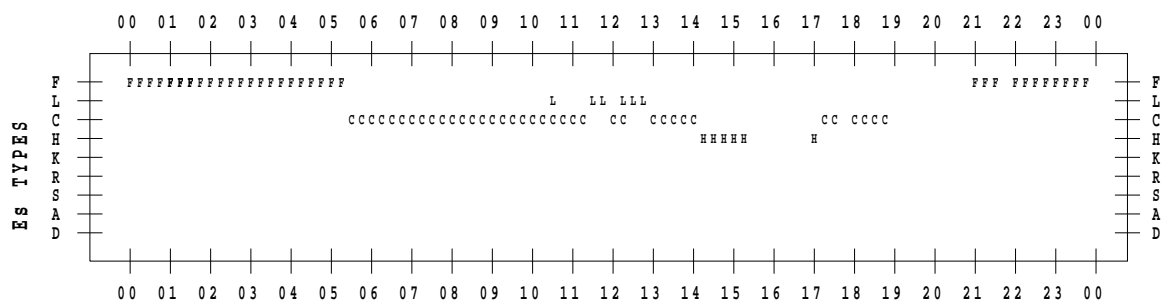 00 01 02 03 04 05 06 07 08 09 10 11 12 13 14 15 16 17 18 19 20 21 22 23 00
F FFFFFFFFFFFFFFFFFFFFFF FFF FFFFFFFF F
L L LL LLL L
C CCCCCCCCCCCCCCCCCCCCCCCC CC CCCCC CC CCCC C
H HHHHH H H
K K
R R
S S
A A
D D
Es TYPES
00 01 02 03 04 05 06 07 08 09 10 11 12 13 14 15 16 17 18 19 20 21 22 23 00